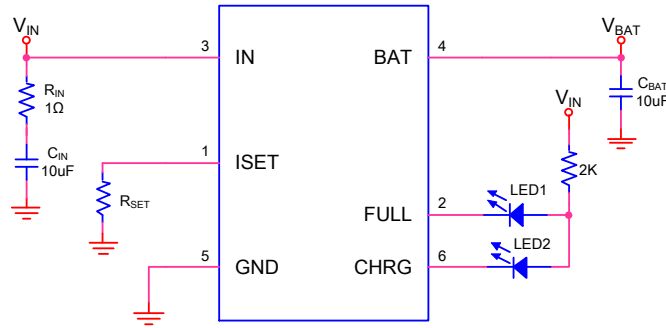 VIN
VBAT
3
IN
BAT
4
RIN
1Ω
CBAT
10uF
VIN
CIN
10uF
1
ISET
2K
RSET
LED1
FULL
2
LED2
5
GND
CHRG
6